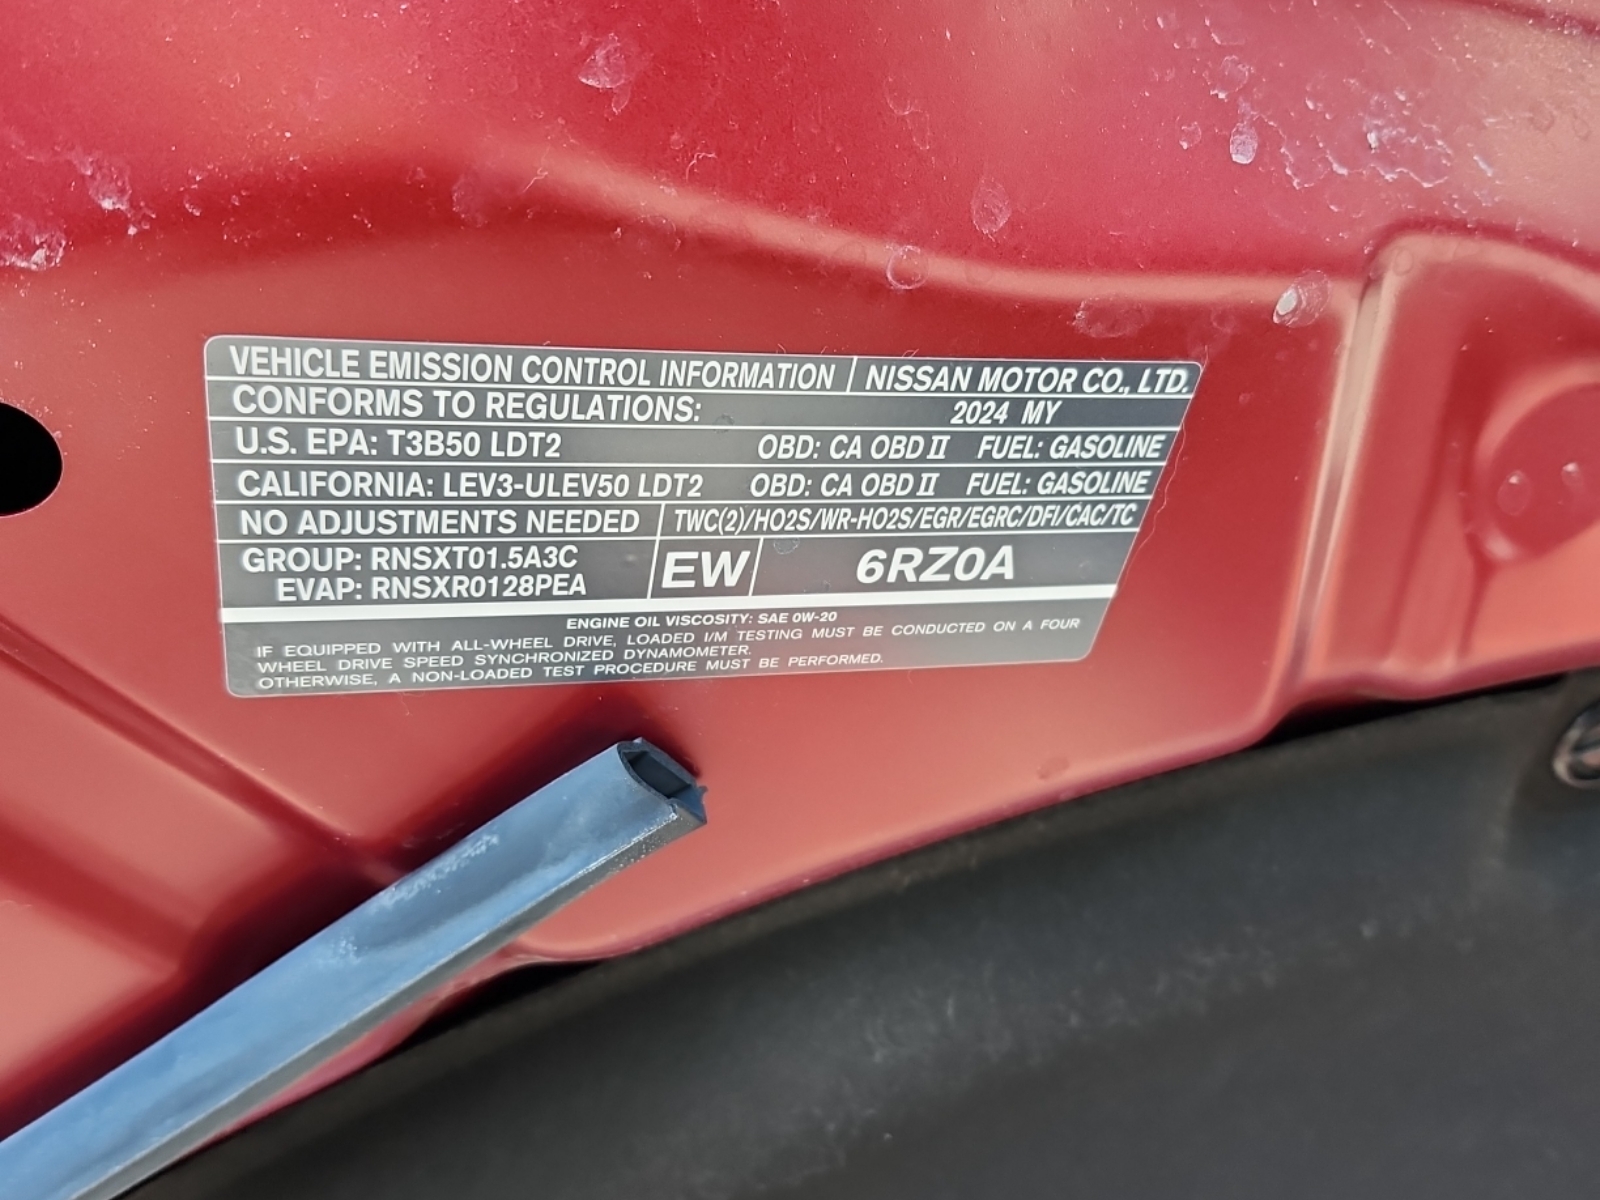 VEHICLE EMISSION CONTROL INFORMATION NISSAN MOTOR CO., LTD.
CONFORMS TO REGULATIONS: 2024 MY
U.S. EPA: T3B50 LDT2 OBD: CA OBD II FUEL: GASOLINE
CALIFORNIA: LEV3-ULEV50 LDT2 OBD: CA OBD II FUEL: GASOLINE
NO ADJUSTMENTS NEEDED TWC(2)/HO2S/WR-HO2S/EGR/EGRC/DFI/CAC/TC
GROUP: RNSXT01.5A3C
EVAP: RNSXR0128PEA
EW
6RZ0A
ENGINE OIL VISCOSITY: SAE 0W-20
IF EQUIPPED WITH ALL-WHEEL DRIVE, LOADED I/M TESTING MUST BE CONDUCTED ON A FOUR
WHEEL DRIVE SPEED SYNCHRONIZED DYNAMOMETER.
OTHERWISE, A NON-LOADED TEST PROCEDURE MUST BE PERFORMED.